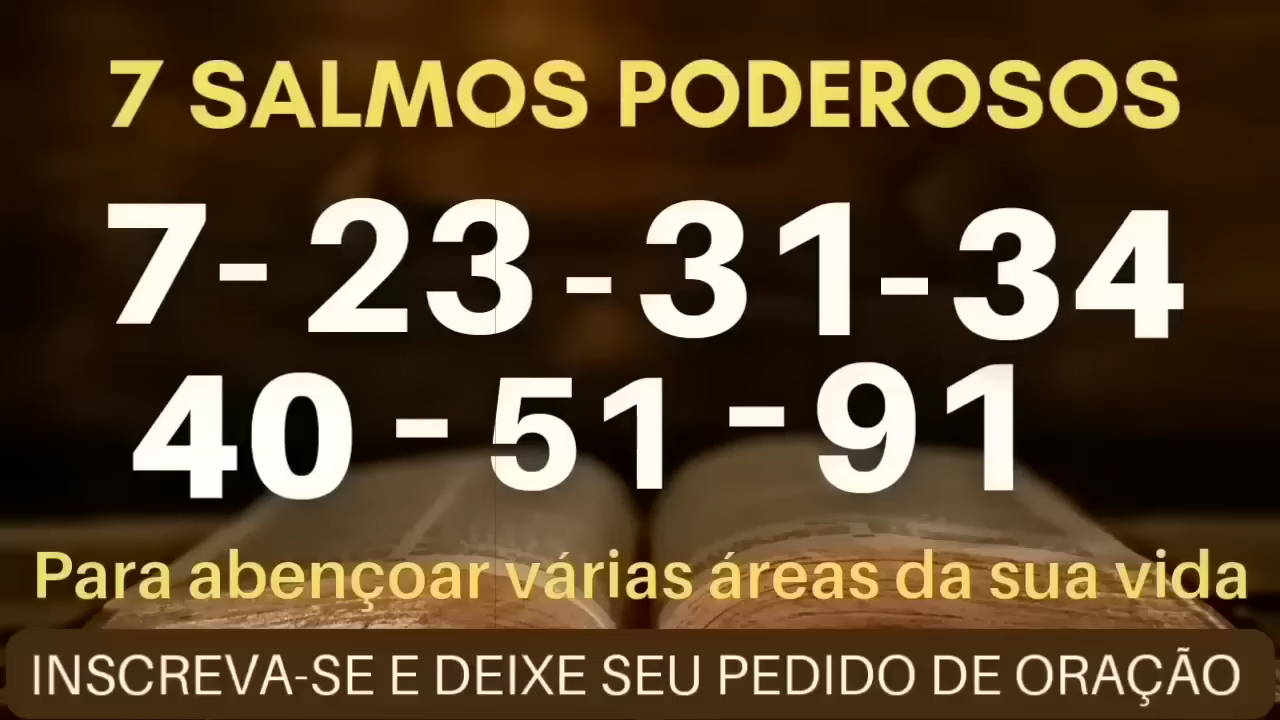 7 SALMOS PODEROSOS
7- 23 - 31 - 34
40 - 51 - 91
Para abençoar várias áreas da sua vida
INSCREVA-SE E DEIXE SEU PEDIDO DE ORAÇÃO